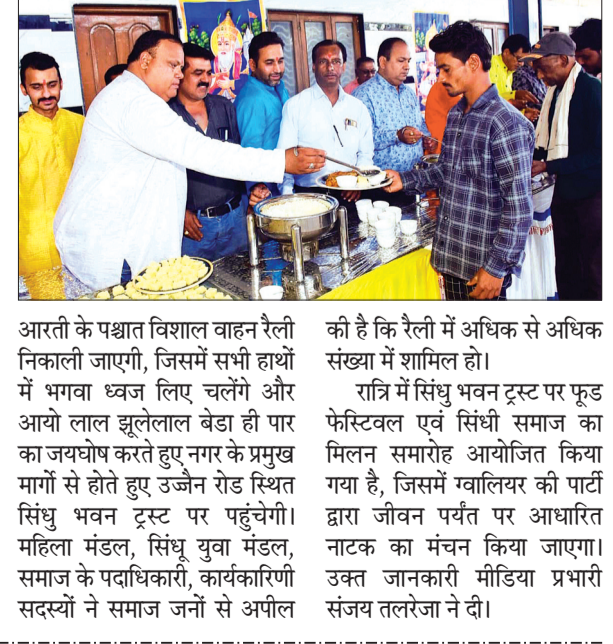 आरती के पश्चात विशाल वाहन रैली
निकाली जाएगी, जिसमें सभी हाथों
में भगवा ध्वज लिए चलेंगे और
आयो लाल झूलेलाल बेडा ही पार
का जयघोष करते हुए नगर के प्रमुख
मार्गो से होते हुए उज्जैन रोड स्थित
सिंधु भवन ट्रस्ट पर पहुंचेगी।
महिला मंडल, सिंधू युवा मंडल,
समाज के पदाधिकारी, कार्यकारिणी
सदस्यों ने समाज जनों से अपील
की है कि रैली में अधिक से अधिक
संख्या में शामिल हो।
रात्रि में सिंधु भवन ट्रस्ट पर फूड
फेस्टिवल एवं सिंधी समाज का
मिलन समारोह आयोजित किया
गया है, जिसमें ग्वालियर की पार्टी
द्वारा जीवन पर्यंत पर आधारित
नाटक का मंचन किया जाएगा।
उक्त जानकारी मीडिया प्रभारी
संजय तलरेजा ने दी।